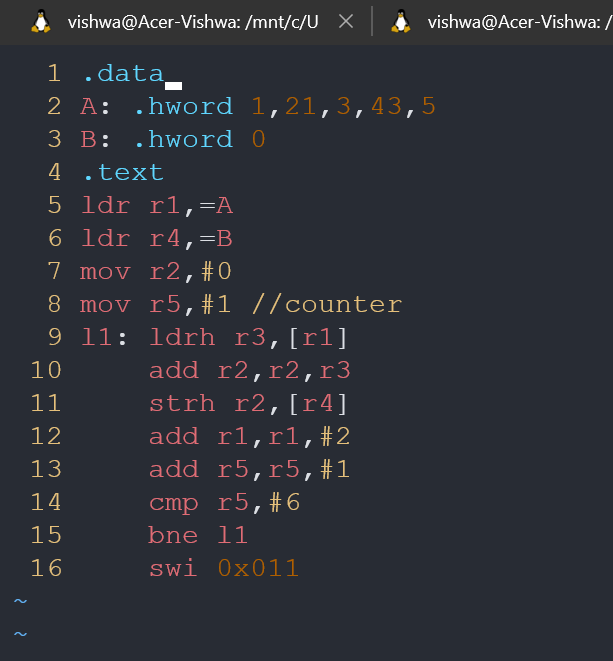 vishwa@Acer-Vishwa: /mnt/c/U × vishwa@Acer-Vishwa: /
1 .data
2 A: .hword 1,21,3,43,5
3 B: .hword 0
4 .text
5 ldr r1,=A
6 ldr r4,=B
7 mov r2,#0
8 mov r5,#1 //counter
9 l1: ldrh r3,[r1]
10     add r2,r2,r3
11     strh r2,[r4]
12     add r1,r1,#2
13     add r5,r5,#1
14     cmp r5,#6
15     bne l1
16     swi 0x011
~
~